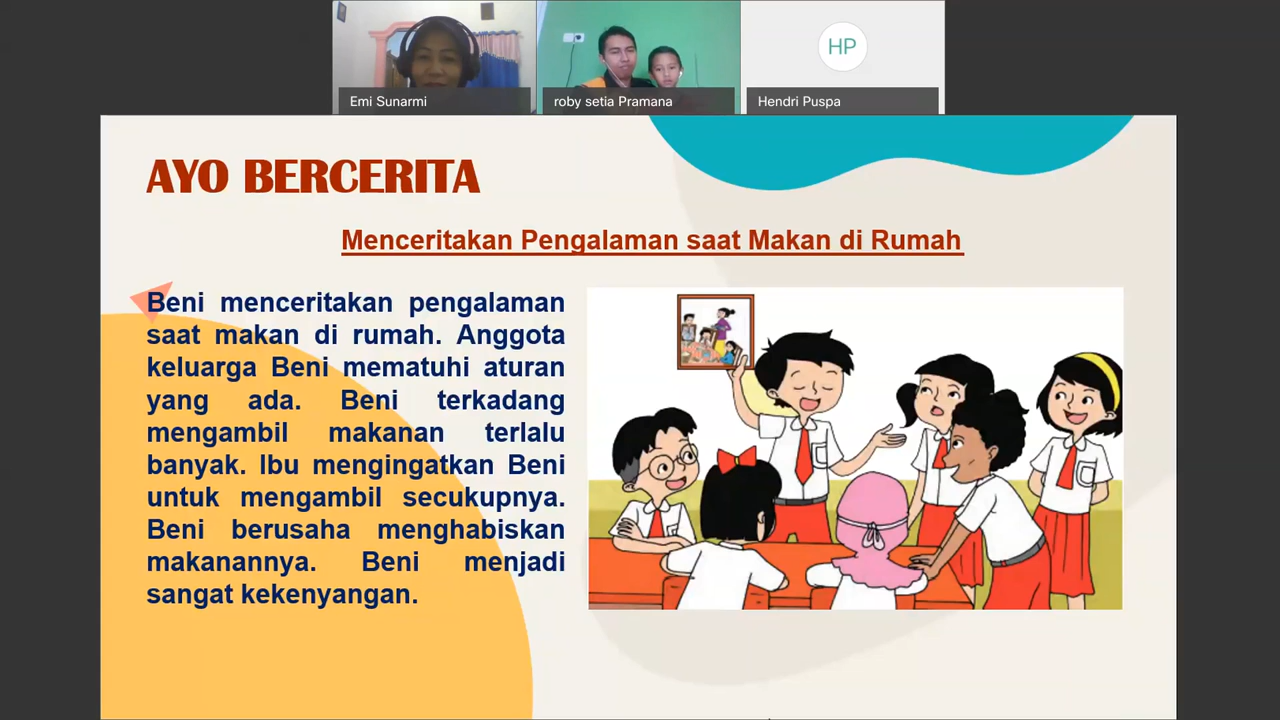 HP
Emi Sunarmi
roby setia Pramana
Hendri Puspa
AYO BERCERITA
Menceritakan Pengalaman saat Makan di Rumah
Beni menceritakan pengalaman
saat makan di rumah. Anggota
keluarga Beni mematuhi aturan
yang ada. Beni terkadang
mengambil makanan terlalu
banyak. Ibu mengingatkan Beni
untuk mengambil secukupnya.
Beni berusaha menghabiskan
makanannya. Beni menjadi
sangat kekenyangan.